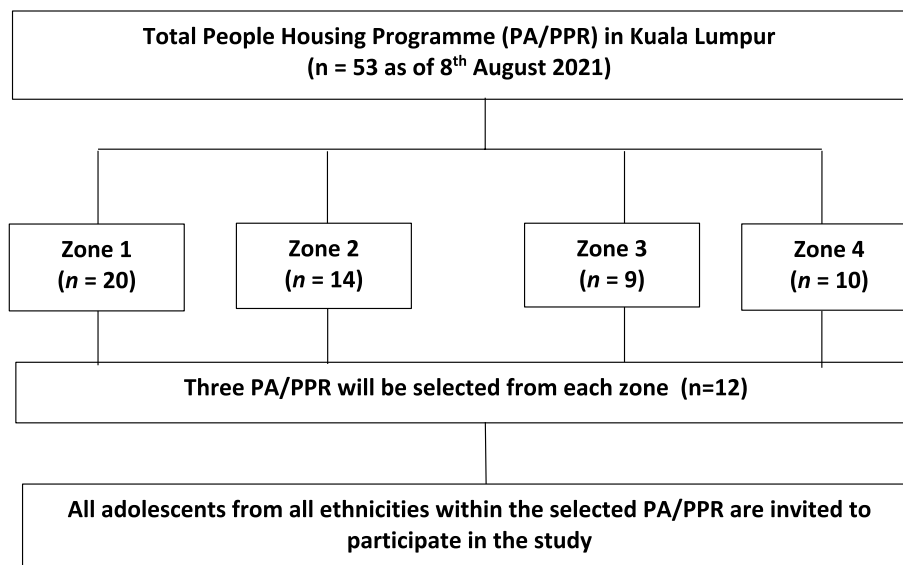 Total People Housing Programme (PA/PPR) in Kuala Lumpur
(n = 53 as of 8th August 2021)
Zone 1
(n = 20)
Zone 2
(n = 14)
Zone 3
(n = 9)
Zone 4
(n = 10)
Three PA/PPR will be selected from each zone (n=12)
All adolescents from all ethnicities within the selected PA/PPR are invited to
participate in the study